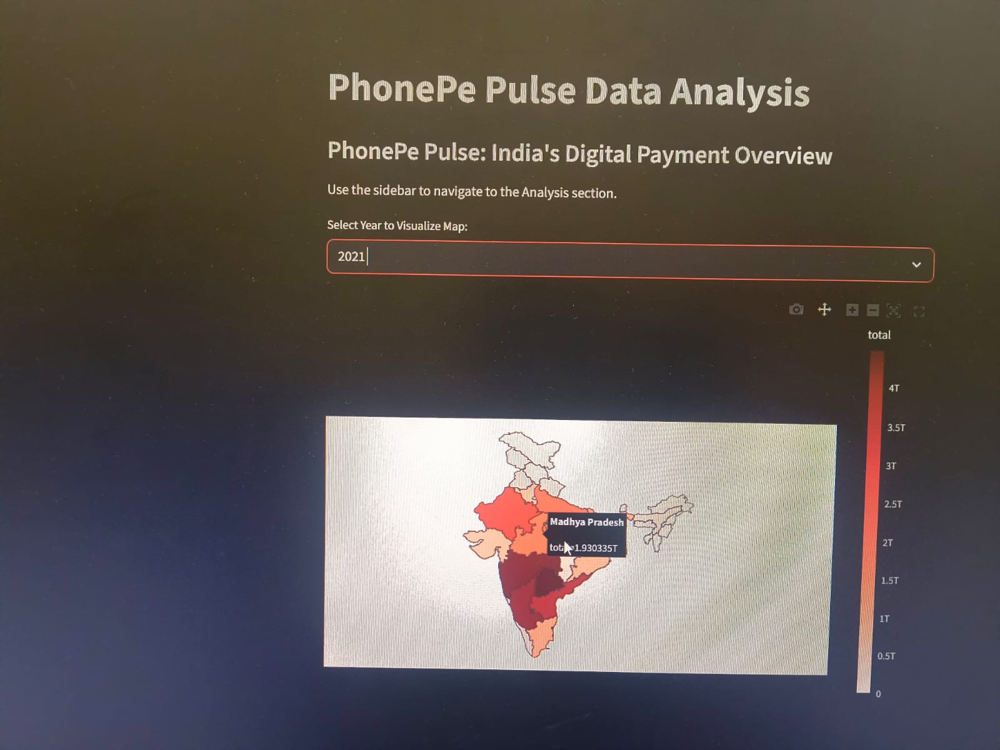 PhonePe Pulse Data Analysis
PhonePe Pulse: India's Digital Payment Overview
Use the sidebar to navigate to the Analysis section.
Select Year to Visualize Map:
2021
total
4T
3.5T
3T
2.5T
2T
1.5T
1T
0.5T
0
Madhya Pradesh
1.930335T